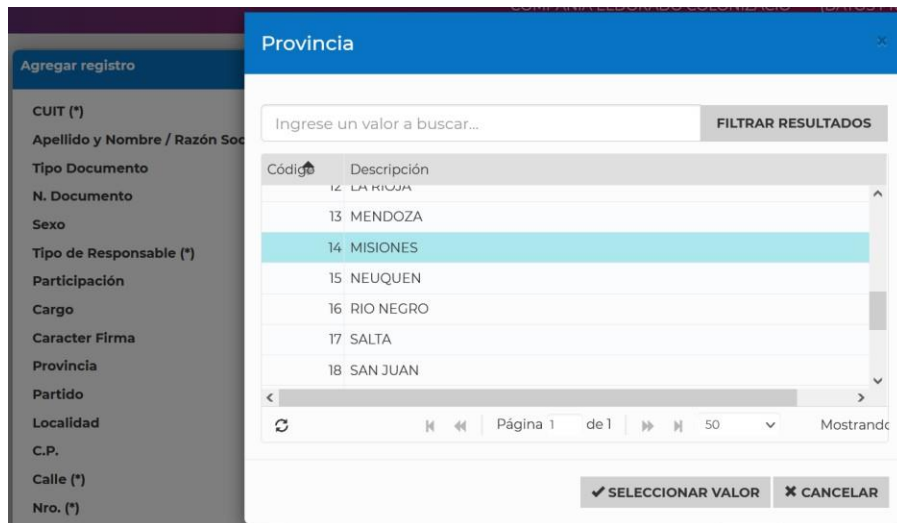 COMPAÑIA ELDORADO COLONIZACIO
Agregar registro
CUIT (*)
Apellido y Nombre / Razón Soc
Tipo Documento
N. Documento
Sexo
Tipo de Responsable (*)
Participación
Cargo
Caracter Firma
Provincia
Partido
Localidad
C.P.
Calle (*)
Nro. (*)
Provincia
Ingrese un valor a buscar...
FILTRAR RESULTADOS
Código Descripción
12 LA RIOJA
13 MENDOZA
14 MISIONES
15 NEUQUEN
16 RIO NEGRO
17 SALTA
18 SAN JUAN
Página 1 de 1 50 Mostrando
SELECCIONAR VALOR
CANCELAR